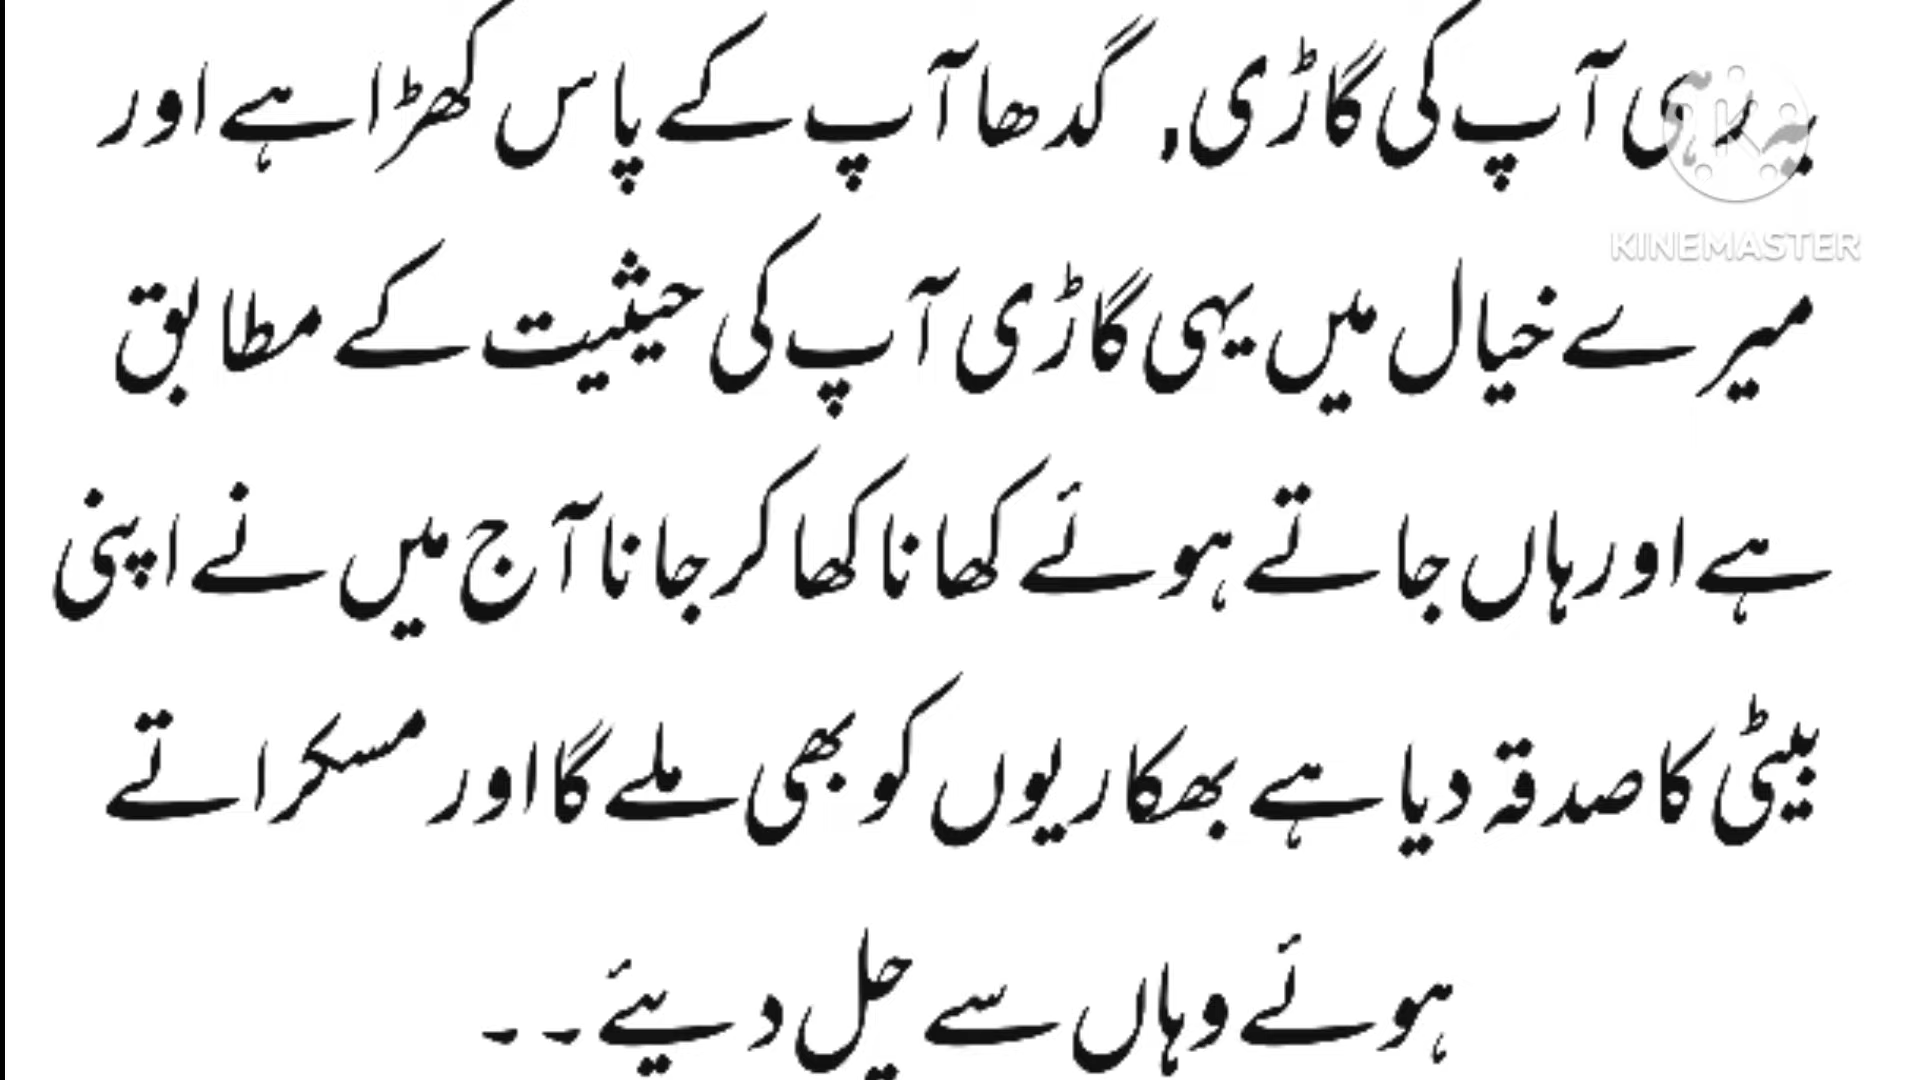 یہ رہی آپ کی گاڑی, گدھا آپ کے پاس کھڑا ہے اور
KINEMASTER
میرے خیال میں یہی گاڑی آپ کی حیثیت کے مطابق
ہے اور ہاں جاتے ہوئے کھانا کھا کر جانا آج میں نے اپنی
بیٹی کا صدقہ دیا ہے بھکاریوں کو بھی ملے گا اور مسکراتے
ہوئے وہاں سے چل دیئے۔۔